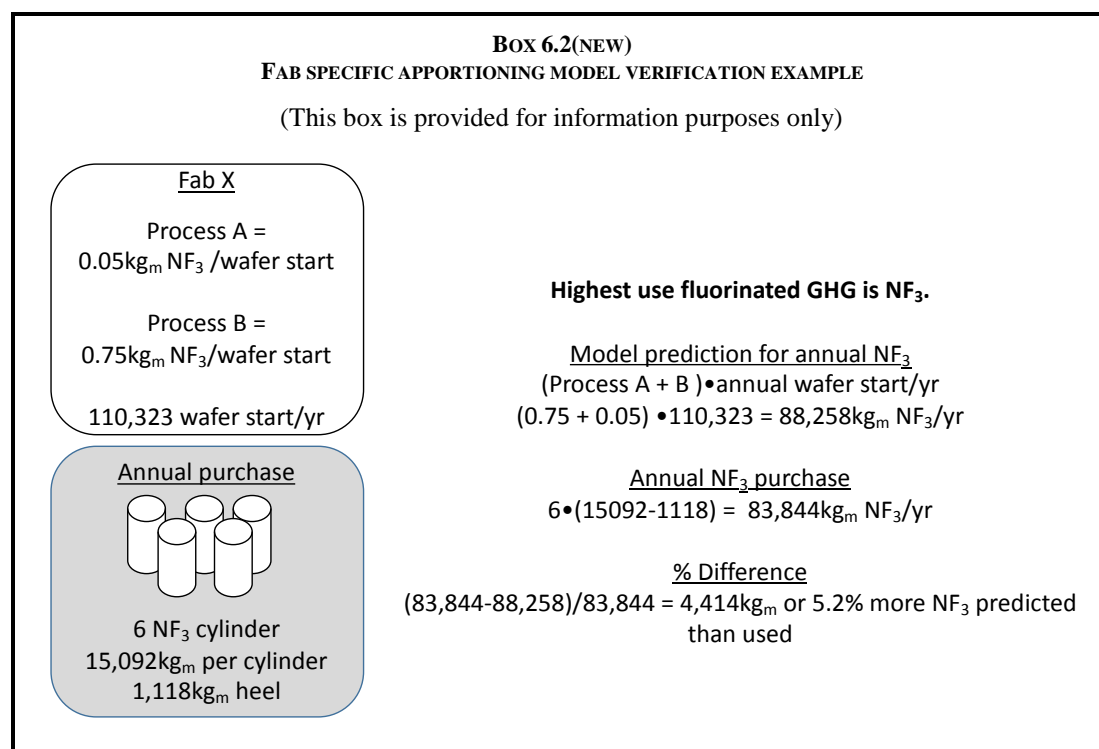 BOX 6.2(NEW)
FAB SPECIFIC APPORTIONING MODEL VERIFICATION EXAMPLE
(This box is provided for information purposes only)
Fab X
Process A =
0.05kgm NF3 /wafer start
Process B =
0.75kgm NF3/wafer start
110,323 wafer start/yr
Annual purchase
6 NF3 cylinder
15,092kgm per cylinder
1,118kgm heel
Highest use fluorinated GHG is NF3.
Model prediction for annual NF3
(Process A + B )•annual wafer start/yr
(0.75 + 0.05) •110,323 = 88,258kgm NF3/yr
Annual NF3 purchase
6•(15092-1118) = 83,844kgm NF3/yr
% Difference
(83,844-88,258)/83,844 = 4,414kgm or 5.2% more NF3 predicted
than used